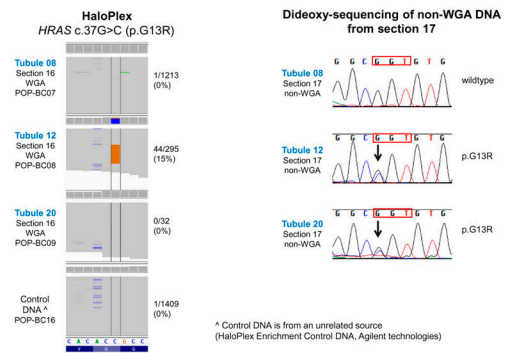 HaloPlex
HRAS c.37G>C (p.G13R)
Tubule 08
Section 16
WGA
POP-BC07
1/1213
(0%)
Tubule 12
Section 16
WGA
POP-BC08
44/295
(15%)
Tubule 20
Section 16
WGA
POP-BC09
0/32
(0%)
Control
DNA ^
POP-BC16
1/1409
(0%)
C A C A C C G C C
V G G
Dideoxy-sequencing of non-WGA DNA
from section 17
Tubule 08
Section 17
non-WGA
G G C G G T G T G
wildtype
Tubule 12
Section 17
non-WGA
G G C G G T G T G
p.G13R
Tubule 20
Section 17
non-WGA
G G C G G T G T G
p.G13R
^ Control DNA is from an unrelated source
(HaloPlex Enrichment Control DNA, Agilent technologies)